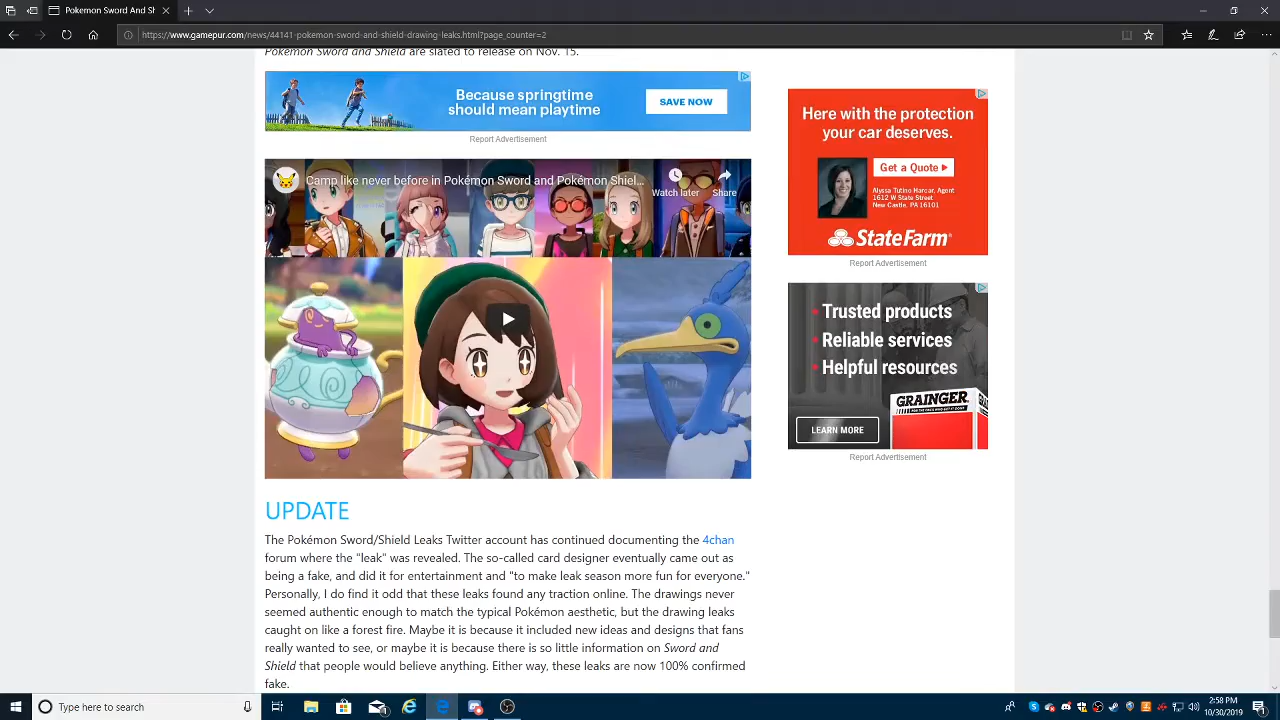 Pokemon Sword and Sh
https://www.gamepur.com/news/44141-pokemon-sword-and-shield-drawing-leaks.html?page_counter=2
Pokemon Sword and Shield are slated to release on Nov. 15.
Because springtime
should mean playtime
SAVE NOW
Report Advertisement
Camp like never before in Pokémon Sword and Pokémon Shiel...
Watch later
Share
Here with the protection
your car deserves.
Get a Quote
Alyssa Tutino Harcar, Agent
1612 W State Street
New Castle, PA 16101
StateFarm
Report Advertisement
• Trusted products
• Reliable services
• Helpful resources
GRAINGER
FOR THE ONES WHO GET IT DONE
LEARN MORE
Report Advertisement
UPDATE
The Pokémon Sword/Shield Leaks Twitter account has continued documenting the 4chan
forum where the "leak" was revealed. The so-called card designer eventually came out as
being a fake, and did it for entertainment and "to make leak season more fun for everyone."
Personally, I do find it odd that these leaks found any traction online. The drawings never
seemed authentic enough to match the typical Pokémon aesthetic, but the drawing leaks
caught on like a forest fire. Maybe it is because it included new ideas and designs that fans
really wanted to see, or maybe it is because there is so little information on Sword and
Shield that people would believe anything. Either way, these leaks are now 100% confirmed
fake.
Type here to search
2:58 PM
10/30/2019